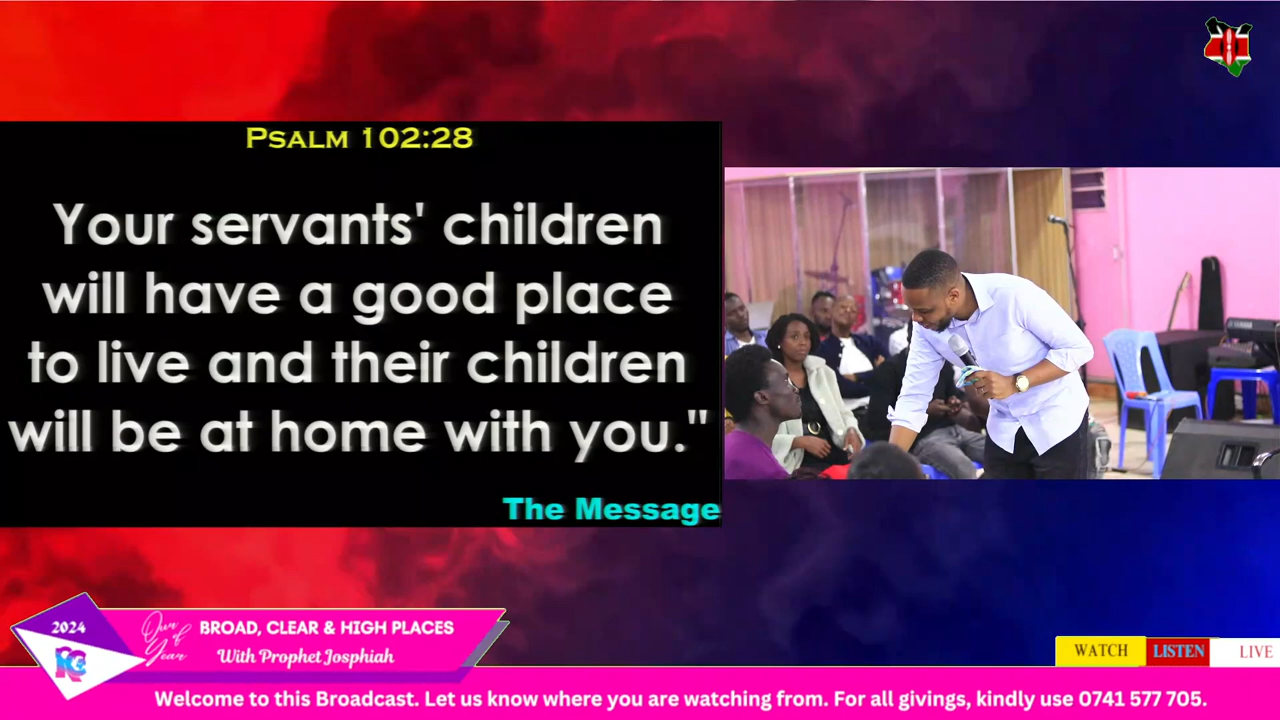 Psalm 102:28
Your servants' children
will have a good place
to live and their children
will be at home with you."
The Message
2024
Our
of
Year
BROAD, CLEAR & HIGH PLACES
With Prophet Josphiah
WATCH
LISTEN
LIVE
Welcome to this Broadcast. Let us know where you are watching from. For all givings, kindly use 0741 577 705.